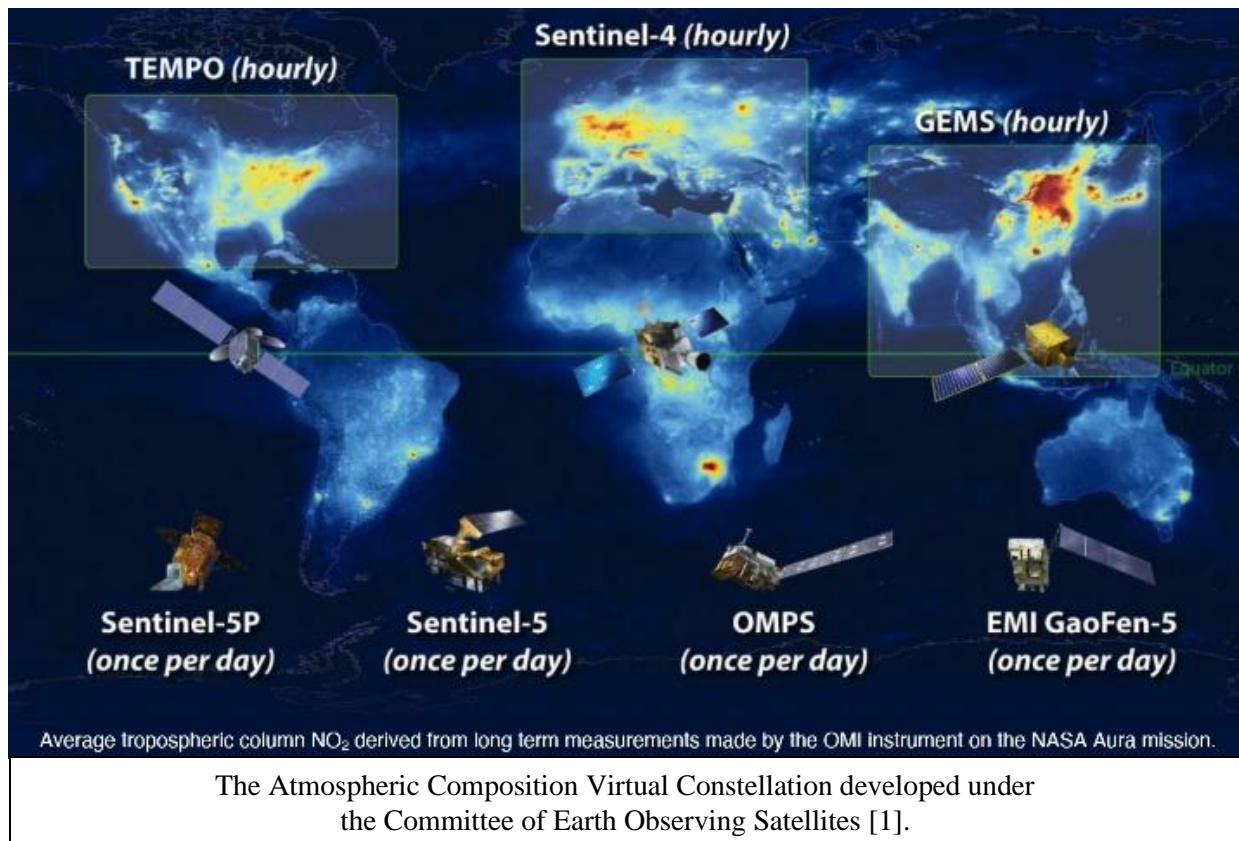 Sentinel-4 (hourly)
TEMPO (hourly)
GEMS (hourly)
Equator
Sentinel-5P
(once per day)
Sentinel-5
(once per day)
OMPS
(once per day)
EMI GaoFen-5
(once per day)
Average tropospheric column NO₂ derived from long term measurements made by the OMI instrument on the NASA Aura mission.
The Atmospheric Composition Virtual Constellation developed under
the Committee of Earth Observing Satellites [1].